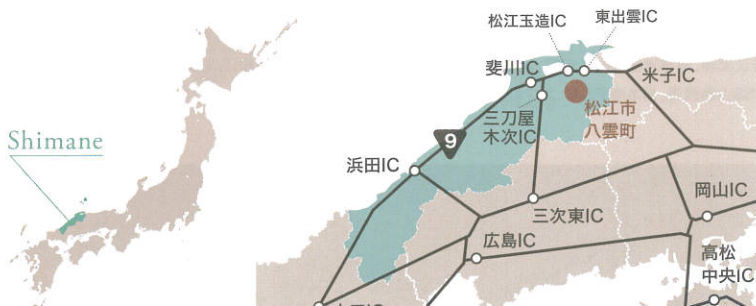 Shimane
松江玉造IC
東出雲IC
斐川IC
米子IC
三刀屋
木次IC
松江市
八雲町
9
浜田IC
三次東IC
岡山IC
広島IC
高松
中央IC